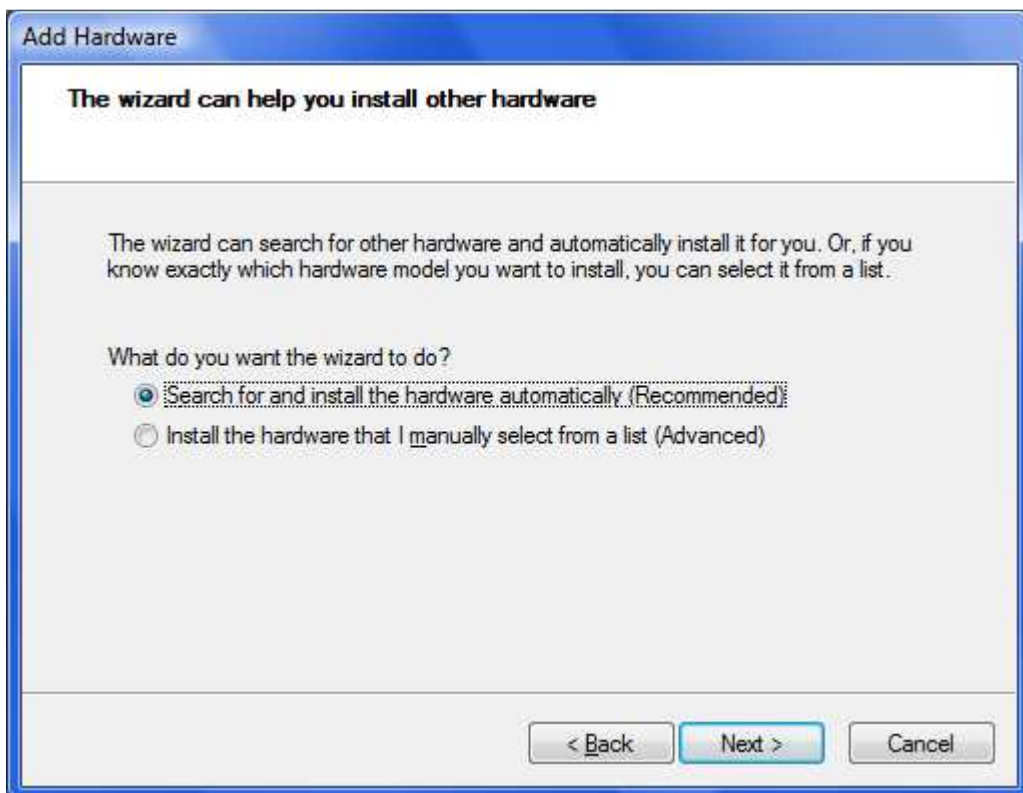 Add Hardware
The wizard can help you install other hardware
The wizard can search for other hardware and automatically install it for you. Or, if you
know exactly which hardware model you want to install, you can select it from a list.
What do you want the wizard to do?
Search for and install the hardware automatically (Recommended)
Install the hardware that I manually select from a list (Advanced)
< Back Next > Cancel